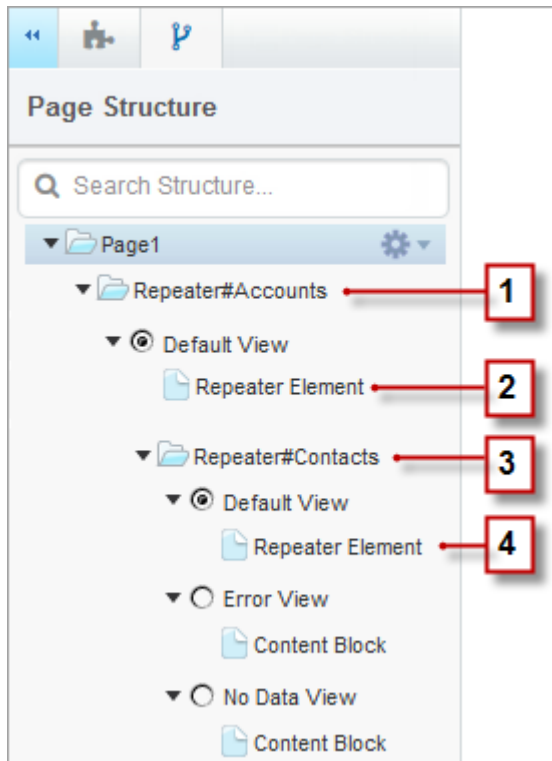 Page Structure
Search Structure...
Page1
Repeater#Accounts
1
Default View
Repeater Element
2
Repeater#Contacts
3
Default View
Repeater Element
4
Error View
Content Block
No Data View
Content Block